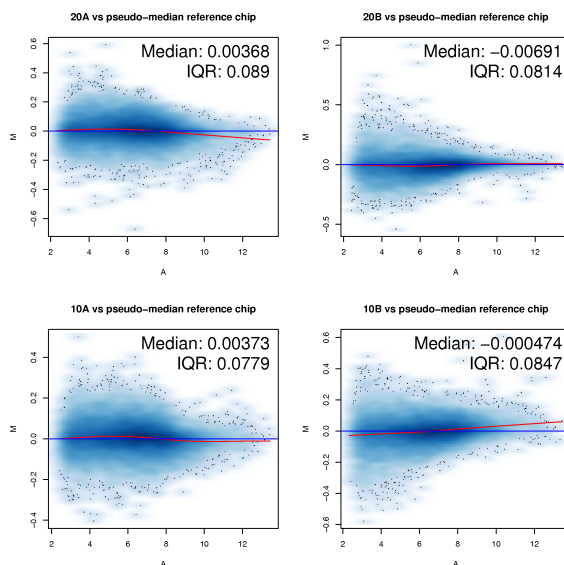 20A vs pseudo−median reference chip
Median: 0.00368
IQR: 0.089
M
0.6
0.4
0.2
0.0
−0.2
−0.4
−0.6
2 4 6 8 10 12
A
20B vs pseudo−median reference chip
Median: −0.00691
IQR: 0.0814
M
1.0
0.5
0.0
−0.5
2 4 6 8 10 12
A
10A vs pseudo−median reference chip
Median: 0.00373
IQR: 0.0779
M
0.4
0.2
0.0
−0.2
−0.4
2 4 6 8 10 12
A
10B vs pseudo−median reference chip
Median: −0.000474
IQR: 0.0847
M
0.6
0.4
0.2
0.0
−0.2
−0.4
−0.6
2 4 6 8 10 12
A